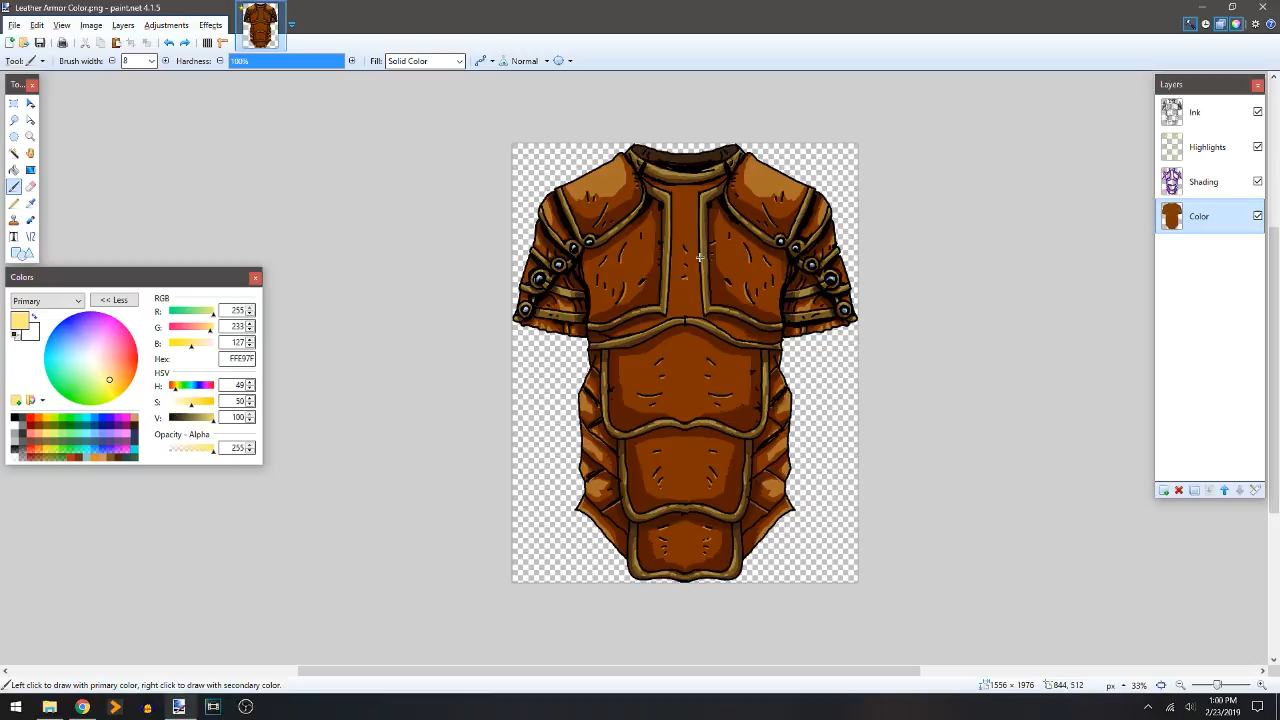 Leather Armor Color.png - paint.net 4.1.5
File Edit View Image Layers Adjustments Effects
Tool: Brush width: 8 Hardness: 100% Fill: Solid Color Normal
To...
Colors
Primary
<< Less
RGB
R: 255
G: 233
B: 127
Hex: FFE97F
HSV
H: 49
S: 50
V: 100
Opacity - Alpha
255
Layers
Ink
Highlights
Shading
Color
Left click to draw with primary color, right click to draw with secondary color.
1556 × 1976 844, 512 px 33%
1:00 PM
2/23/2019